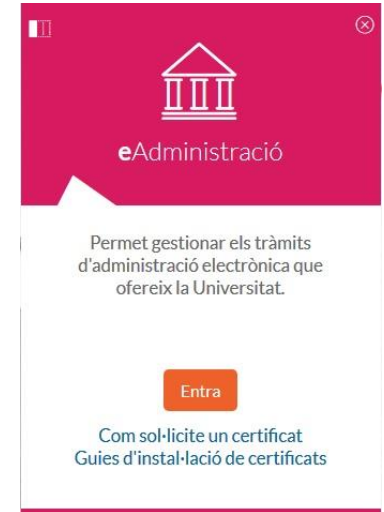 eAdministració
Permet gestionar els tràmits
d'administració electrònica que
ofereix la Universitat.
Entra
Com sol·licite un certificat
Guies d'instal·lació de certificats